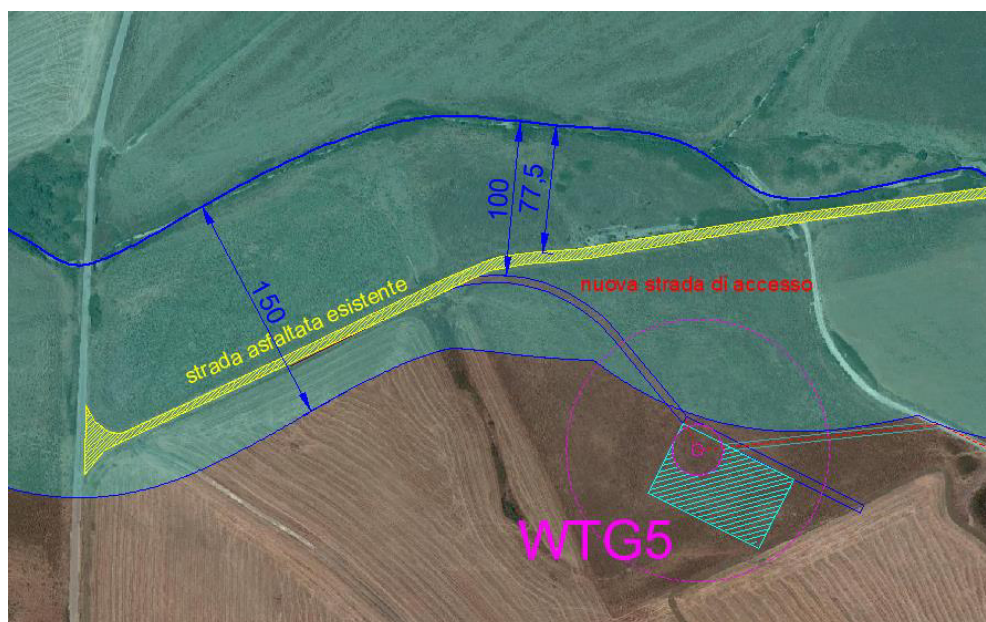 100
77,5
150
strada asfaltata esistente
nuova strada di accesso
WTG5